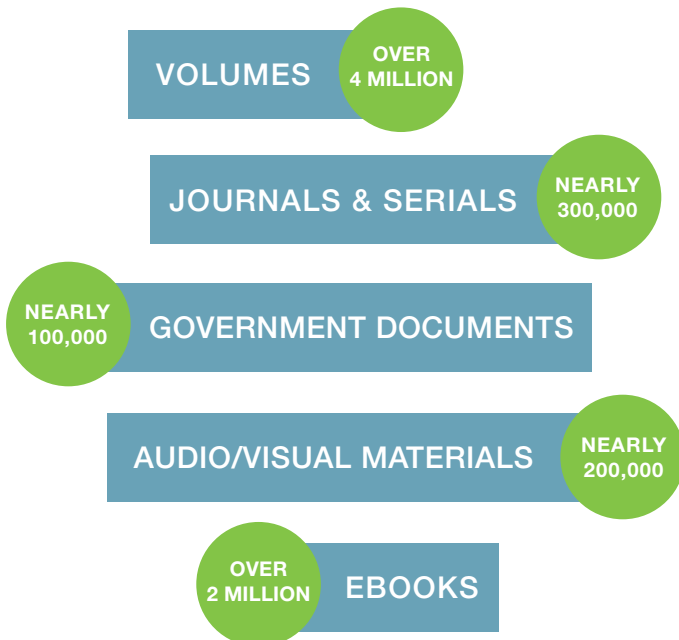 VOLUMES
OVER
4 MILLION
JOURNALS & SERIALS
NEARLY
300,000
NEARLY
100,000
GOVERNMENT DOCUMENTS
AUDIO/VISUAL MATERIALS
NEARLY
200,000
OVER
2 MILLION
EBOOKS